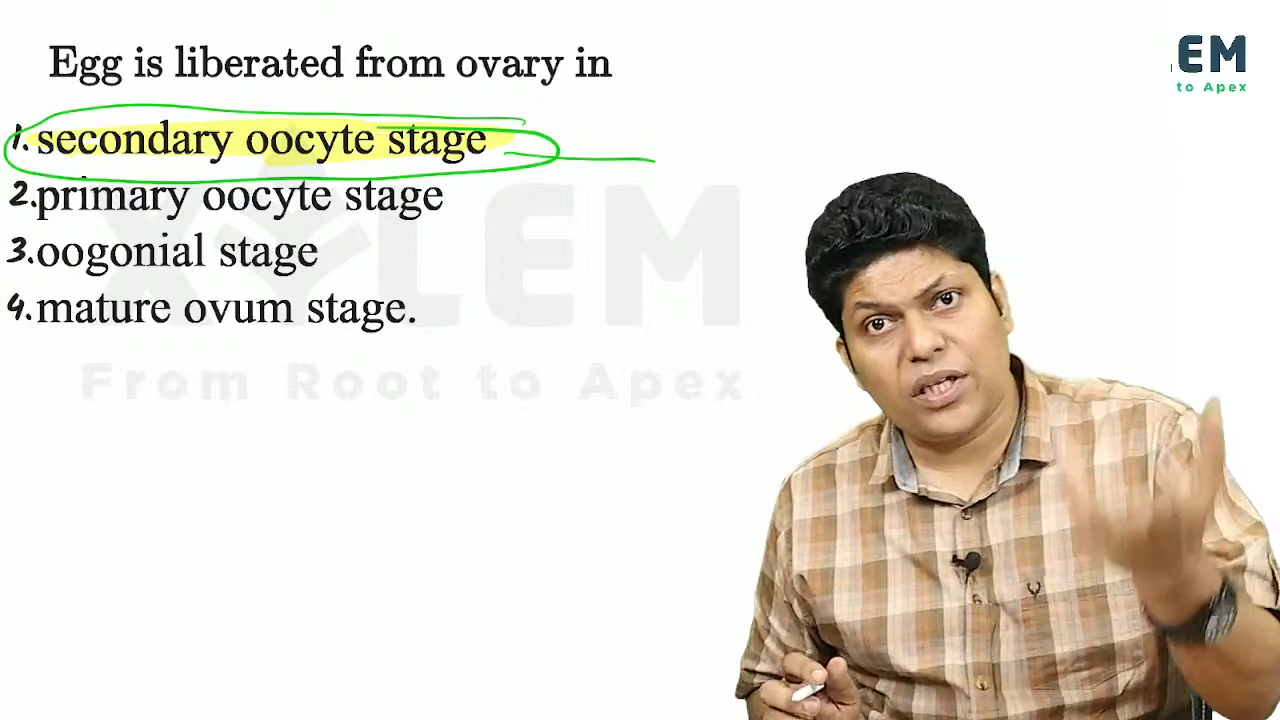 Egg is liberated from ovary in
EM
to Apex
1. secondary oocyte stage
2. primary oocyte stage
3. oogonial stage
4. mature ovum stage.
XYLEM
From Root to Apex